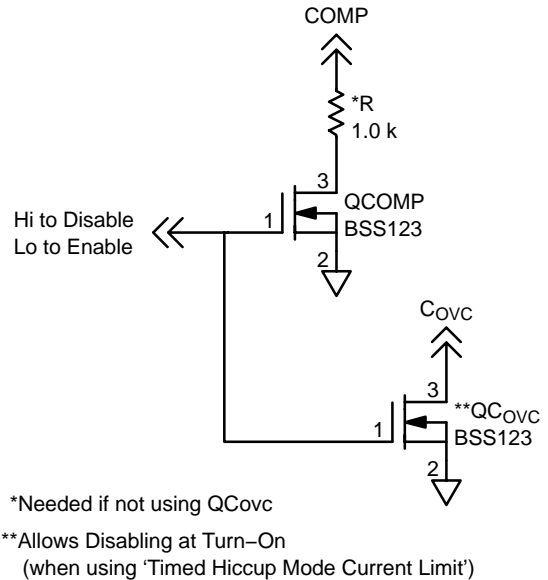 COMP
*R
1.0 k
3
QCOMP
BSS123
1
2
Hi to Disable
Lo to Enable
COVC
3
**QCOVC
BSS123
1
2
*Needed if not using QCovc
**Allows Disabling at Turn−On
(when using ‘Timed Hiccup Mode Current Limit’)